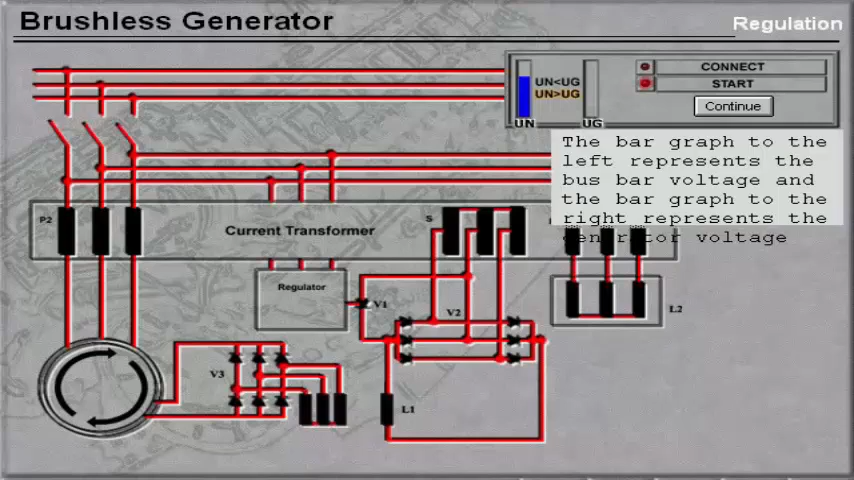 Brushless Generator
Regulation
CONNECT
UN<UG
START
UN>UG
Continue
UN
UG
The bar graph to the
left represents the
bus bar voltage and
the bar graph to the
right represents the
generator voltage
P2
Current Transformer
S
Regulator
V1
V2
L2
V3
L1